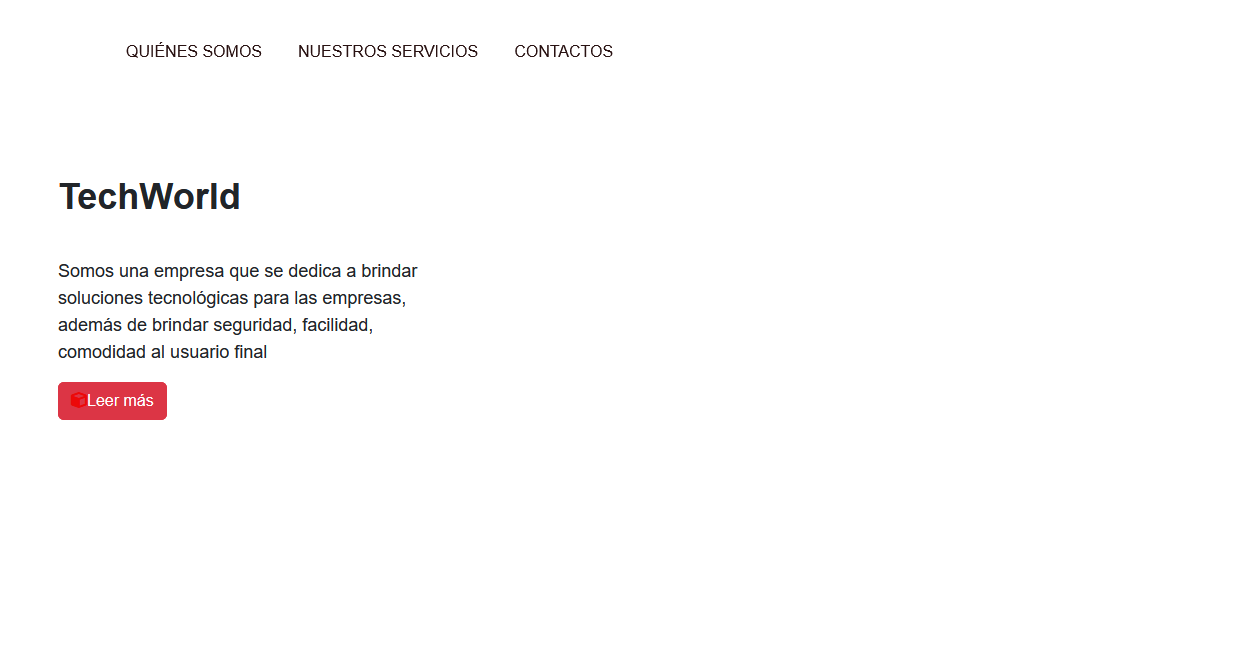 QUIÉNES SOMOS NUESTROS SERVICIOS CONTACTOS
TechWorld
Somos una empresa que se dedica a brindar
soluciones tecnológicas para las empresas,
además de brindar seguridad, facilidad,
comodidad al usuario final
Leer más